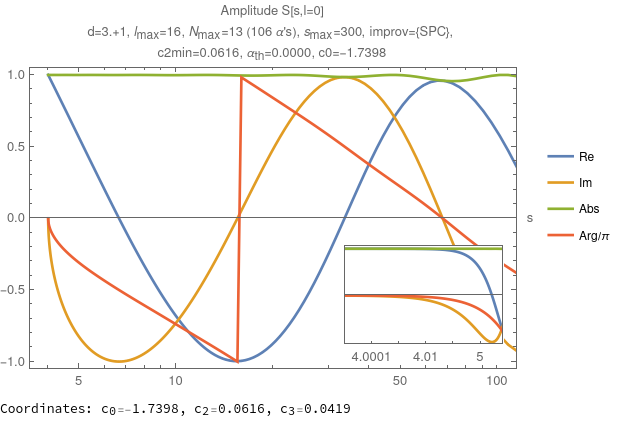 Amplitude S[s,l=0]
d=3.+1, lmax=16, Nmax=13 (106 α's), smax=300, improv={SPC},
c2min=0.0616, αth=0.0000, c0=-1.7398
1.0
0.5
0.0
-0.5
-1.0
5
10
50
100
s
4.0001
4.01
5
Re
Im
Abs
Arg/π
Coordinates: c0=-1.7398, c2=0.0616, c3=0.0419